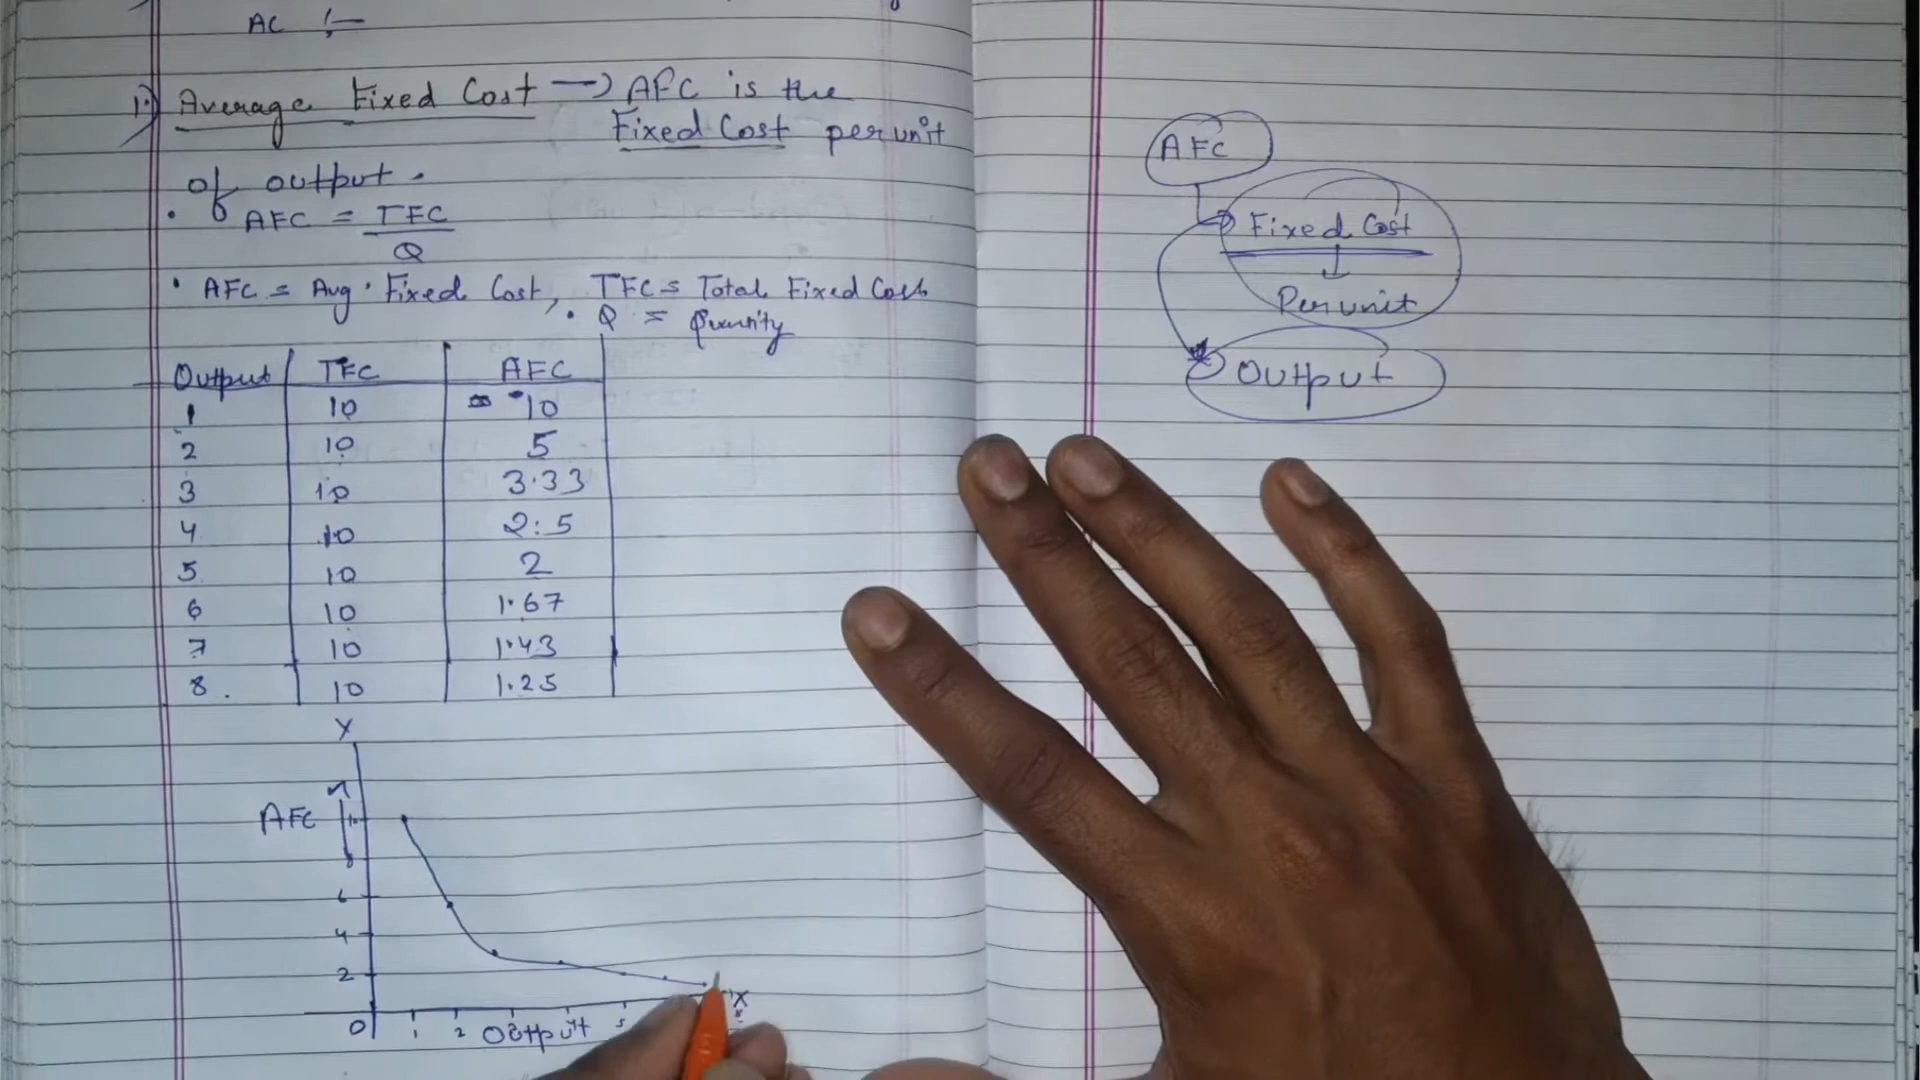 AC :-
1.) Average Fixed Cost → AFC is the
Fixed Cost per unit
of output.
• AFC = TFC
Q
• AFC = Avg. Fixed Cost, TFC = Total Fixed Cost
• Q = Quantity
Output TFC AFC
1 10 10
2 10 5
3 10 3.33
4 10 2.5
5 10 2
6 10 1.67
7 10 1.43
8. 10 1.25
Y
AFC 10
8
6
4
2
0 1 2 3 4 5 X
Output
AFC
Fixed Cost
↓
Per unit
Output